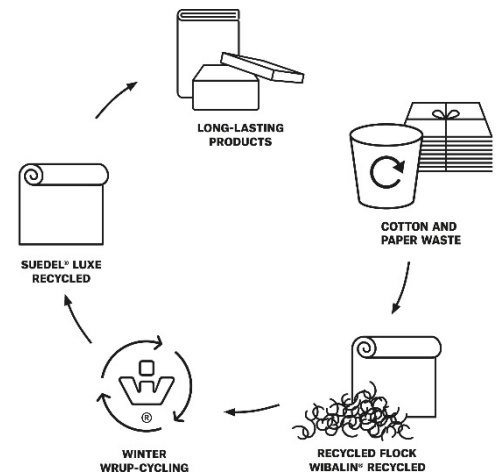 LONG-LASTING
PRODUCTS
COTTON AND
PAPER WASTE
SUEDEL® LUXE
RECYCLED
®
WINTER
WRUP-CYCLING
RECYCLED FLOCK
WIBALIN® RECYCLED